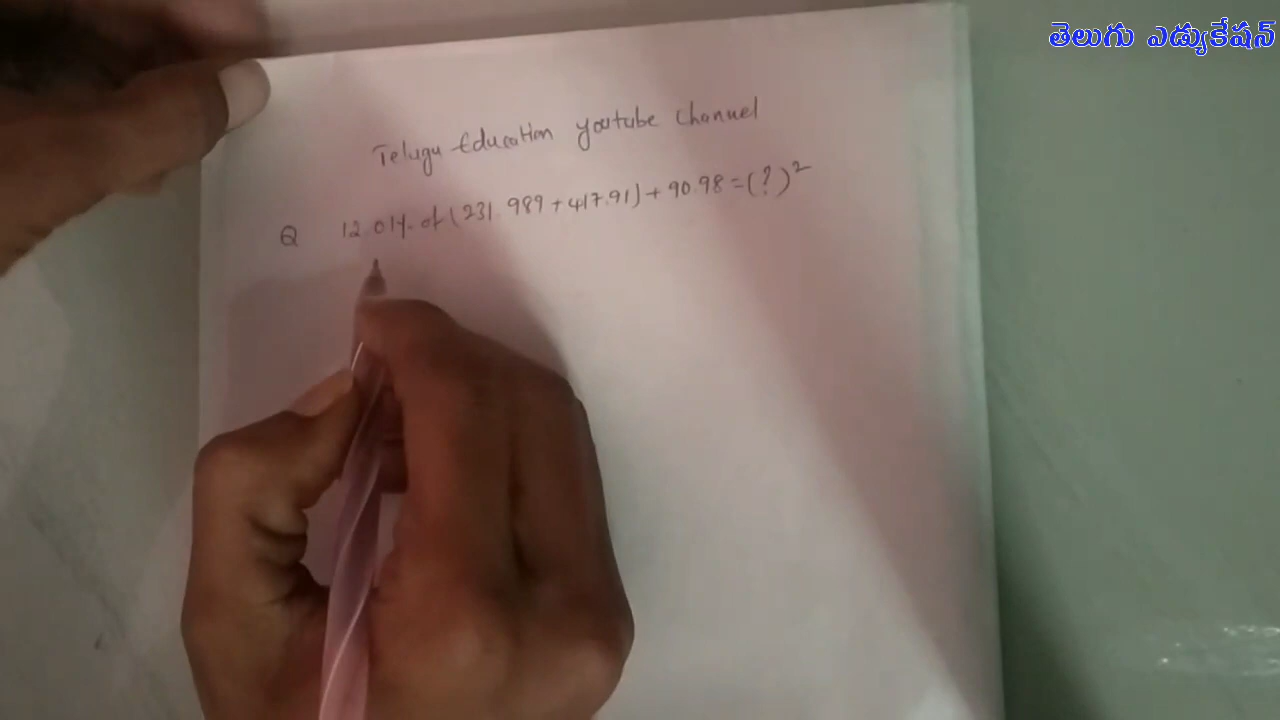 తెలుగు ఎడ్యుకేషన్
Telugu Education youtube channel
Q 12.01%. of (231.989 + 417.91) + 90.98 = (?)²